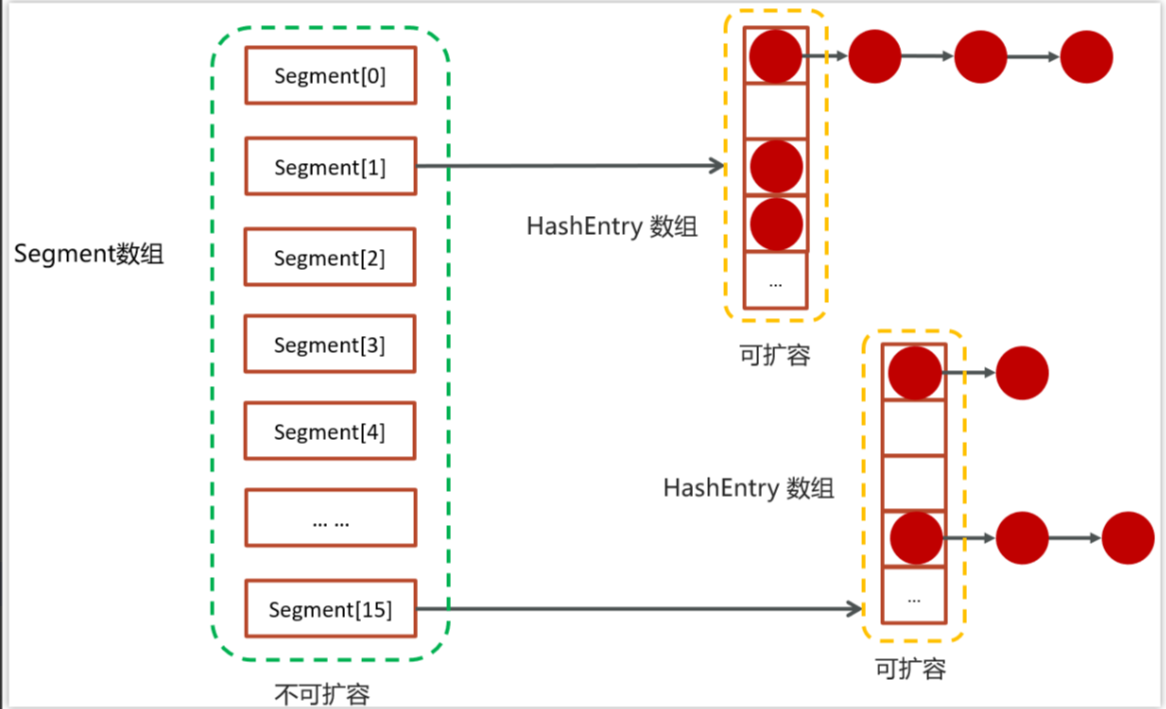 Segment数组
Segment[0]
Segment[1]
Segment[2]
Segment[3]
Segment[4]
... ...
Segment[15]
不可扩容
HashEntry 数组
...
可扩容
HashEntry 数组
...
可扩容